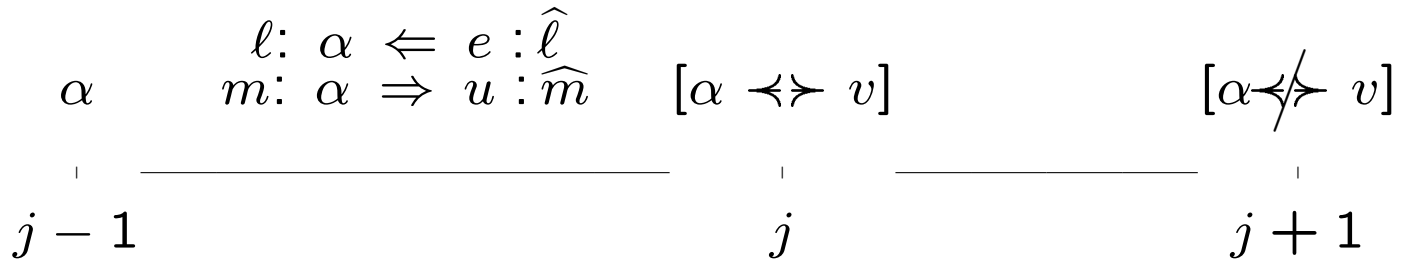 ℓ: α ⇐ e : ℓ̂
α m: α ⇒ u : m̂ [α ⤙⤚ v] [α ⤙̸⤚ v]
j − 1 j j + 1